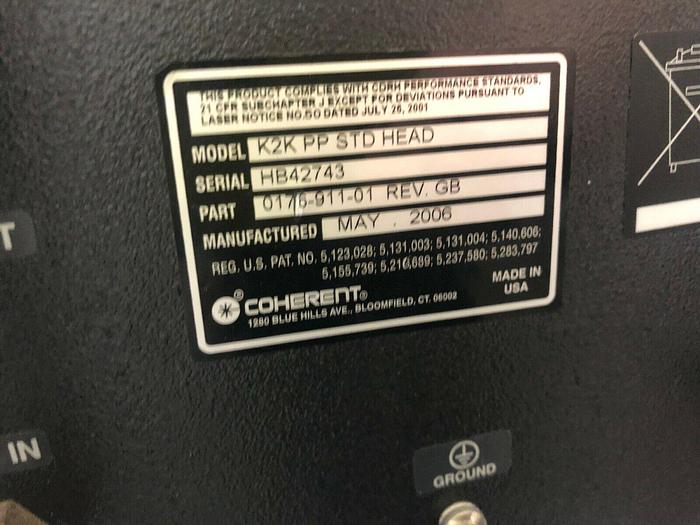 THIS PRODUCT COMPLIES WITH CDRH PERFORMANCE STANDARDS,
21 CFR SUBCHAPTER J EXCEPT FOR DEVIATIONS PURSUANT TO
LASER NOTICE NO.50 DATED JULY 26, 2001
MODEL K2K PP STD HEAD
SERIAL HB42743
PART 0176-911-01 REV. GB
MANUFACTURED MAY . 2006
REG. U.S. PAT. NO. 5,123,028; 5,131,003; 5,131,004; 5,140,606;
5,155,739; 5,216,689; 5,237,580; 5,283,797
MADE IN
USA
® COHERENT®
1280 BLUE HILLS AVE., BLOOMFIELD, CT. 06002
T
IN
GROUND